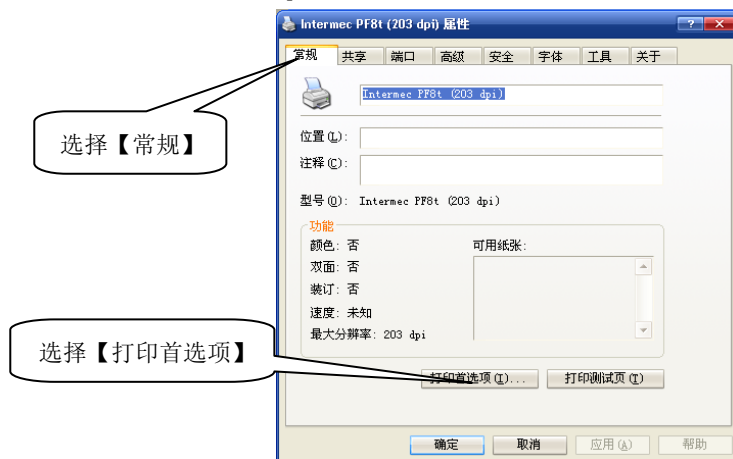 Intermec PF8t (203 dpi) 属性
常规 共享 端口 高级 安全 字体 工具 关于
Intermec PF8t (203 dpi)
选择【常规】
位置(L):
注释(C):
型号(O): Intermec PF8t (203 dpi)
功能
颜色: 否 可用纸张:
双面: 否
装订: 否
速度: 未知
最大分辨率: 203 dpi
选择【打印首选项】
打印首选项(I)... 打印测试页(T)
确定 取消 应用(A) 帮助